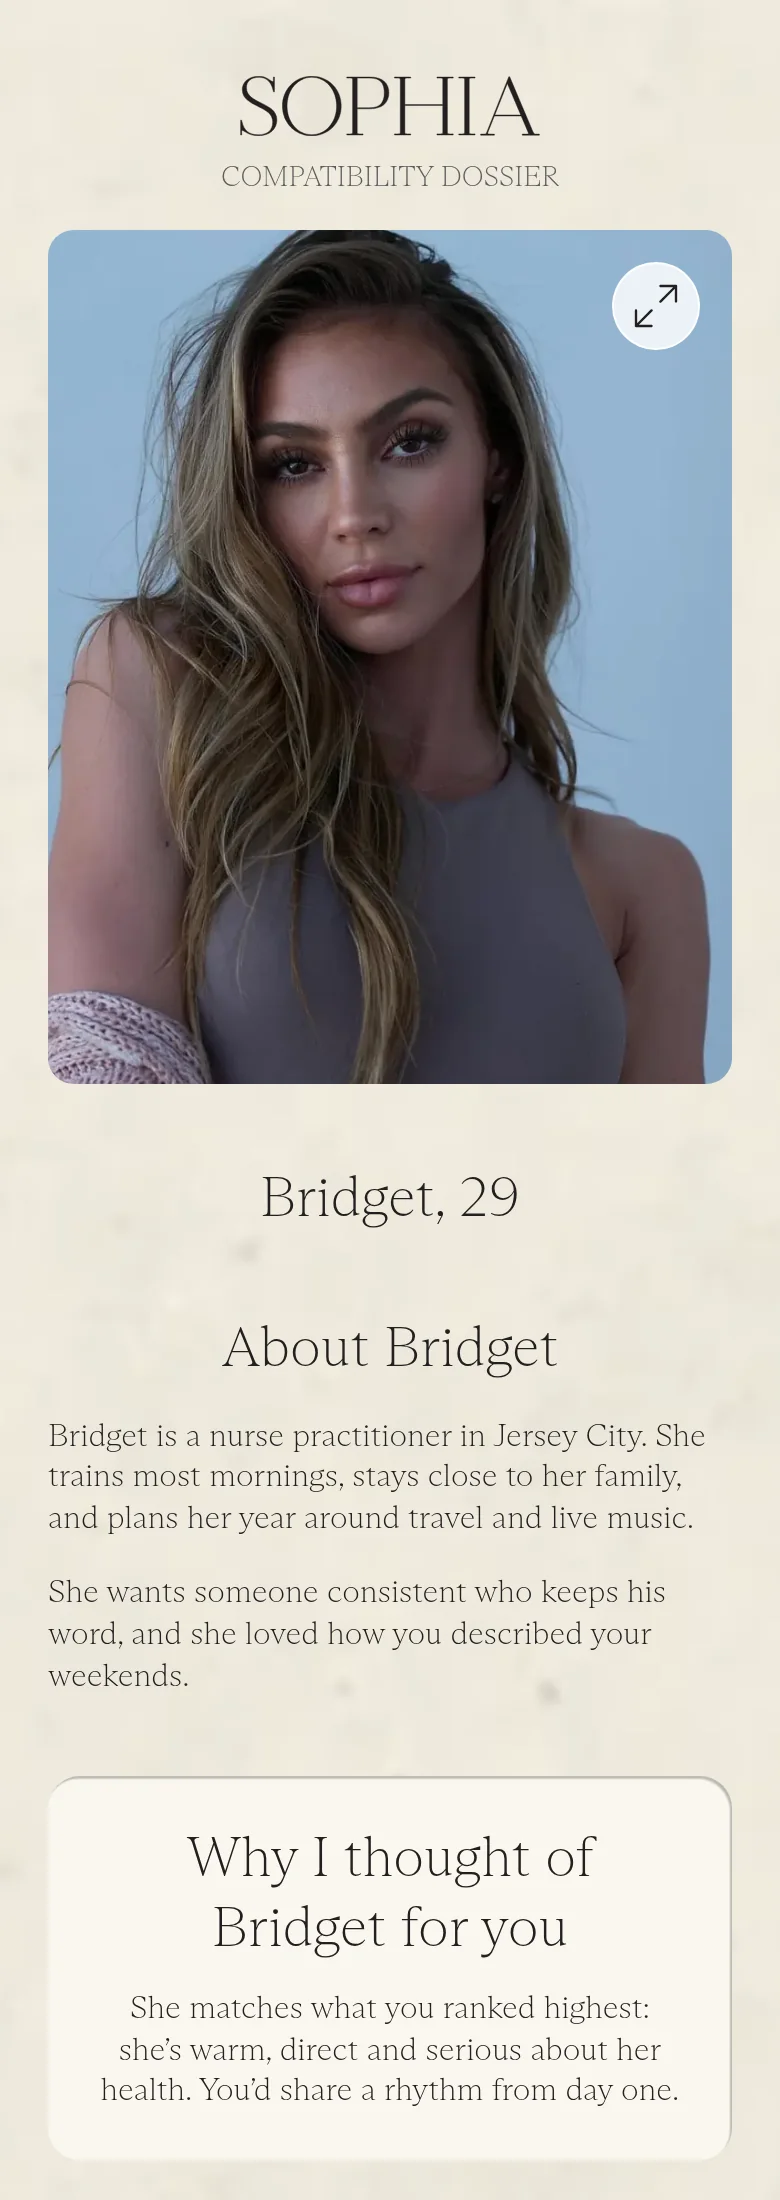 SOPHIA
COMPATIBILITY DOSSIER
Bridget, 29
About Bridget
Bridget is a nurse practitioner in Jersey City. She
trains most mornings, stays close to her family,
and plans her year around travel and live music.
She wants someone consistent who keeps his
word, and she loved how you described your
weekends.
Why I thought of
Bridget for you
She matches what you ranked highest:
she’s warm, direct and serious about her
health. You’d share a rhythm from day one.